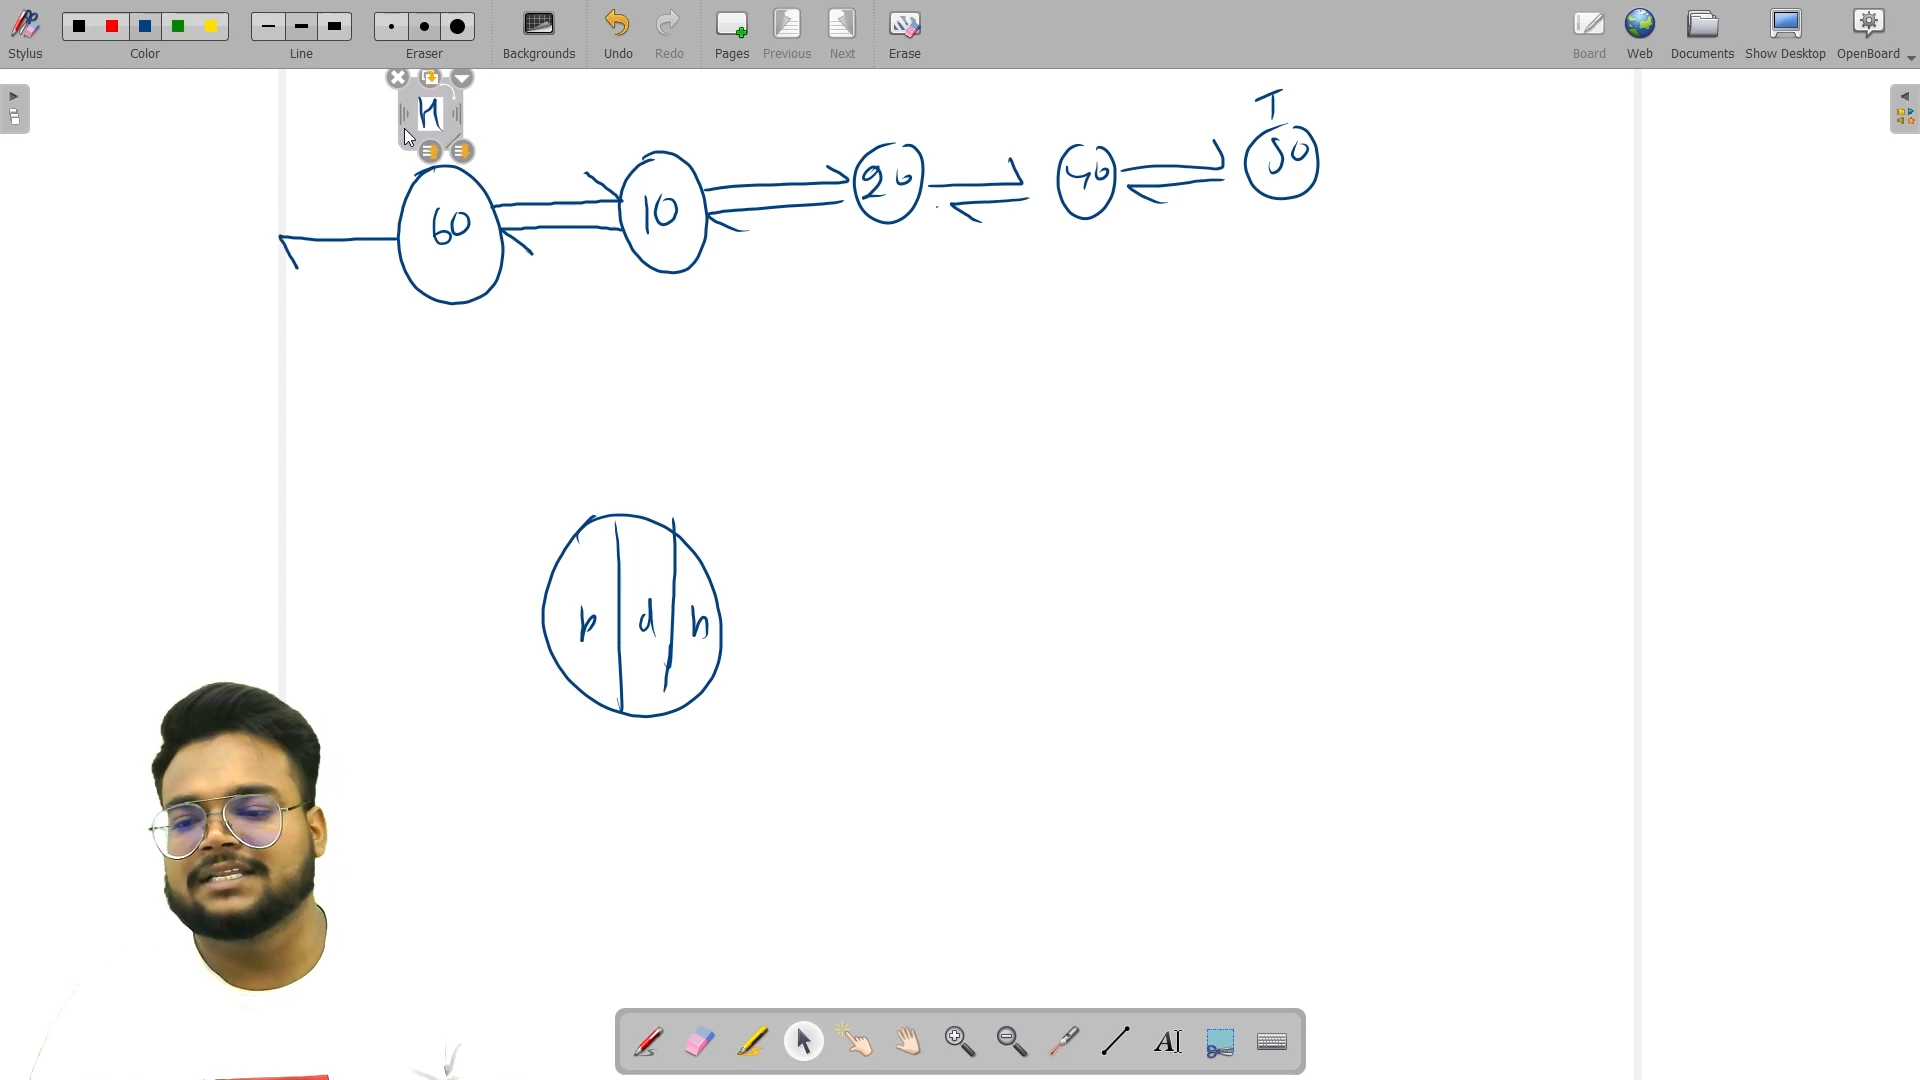 Stylus Color Line Eraser Backgrounds Undo Redo Pages Previous Next Erase Board Web Documents Show Desktop OpenBoard
H T
60 10 20 40 50
p d n
AI